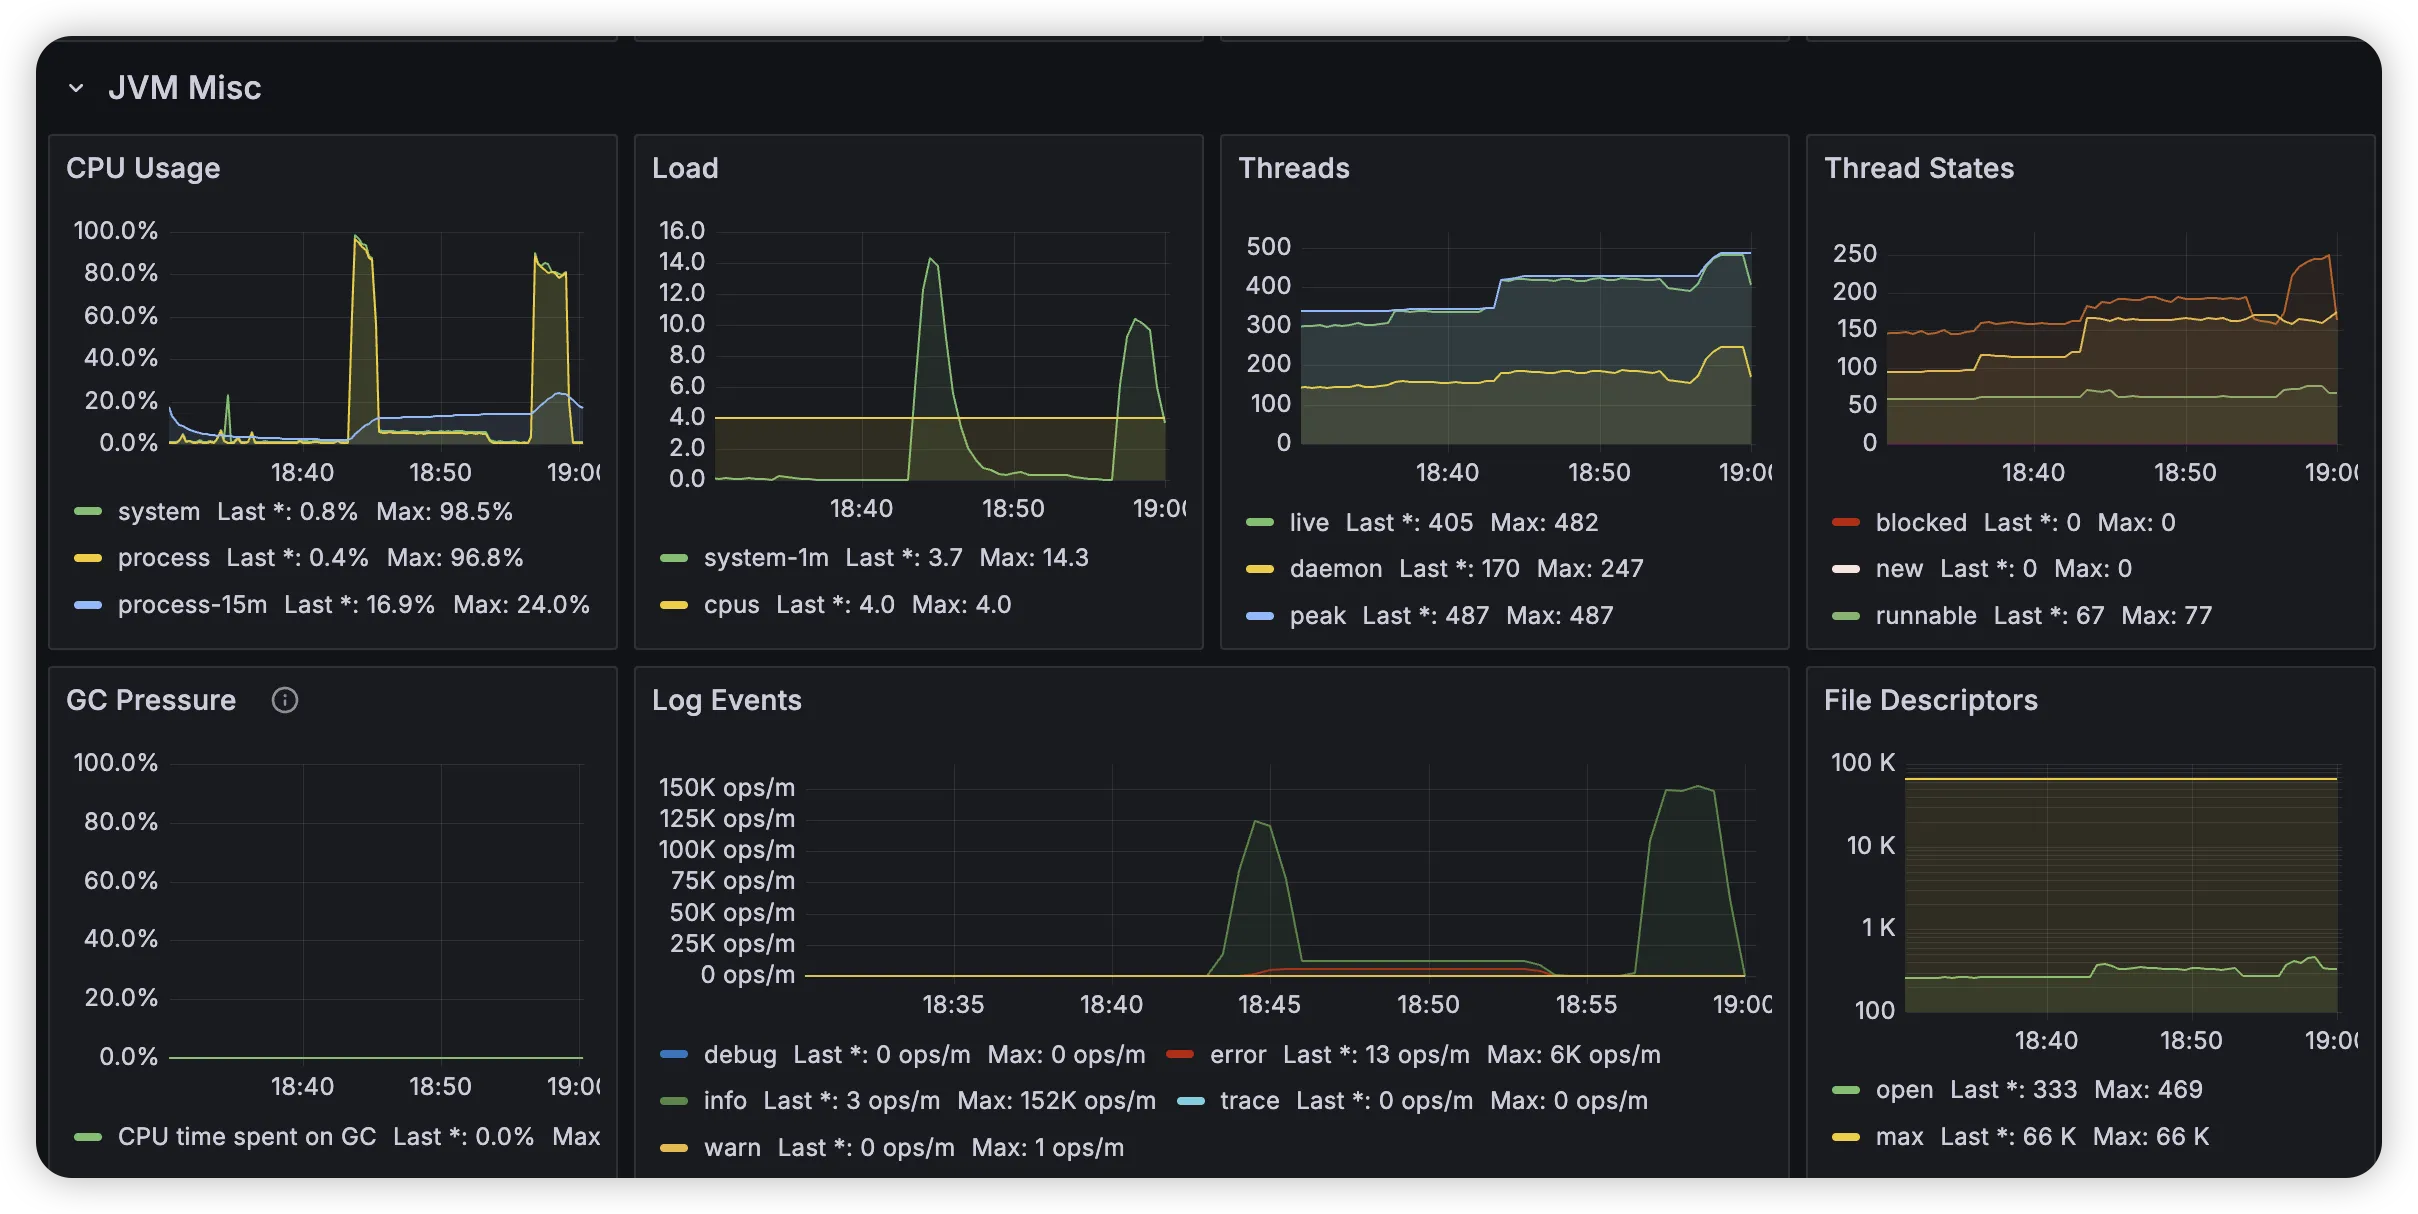 JVM Misc
CPU Usage
100.0%
80.0%
60.0%
40.0%
20.0%
0.0%
18:40 18:50 19:00
system Last *: 0.8% Max: 98.5%
process Last *: 0.4% Max: 96.8%
process-15m Last *: 16.9% Max: 24.0%
Load
16.0
14.0
12.0
10.0
8.0
6.0
4.0
2.0
0.0
18:40 18:50 19:00
system-1m Last *: 3.7 Max: 14.3
cpus Last *: 4.0 Max: 4.0
Threads
500
400
300
200
100
0
18:40 18:50 19:00
live Last *: 405 Max: 482
daemon Last *: 170 Max: 247
peak Last *: 487 Max: 487
Thread States
250
200
150
100
50
0
18:40 18:50 19:00
blocked Last *: 0 Max: 0
new Last *: 0 Max: 0
runnable Last *: 67 Max: 77
GC Pressure
100.0%
80.0%
60.0%
40.0%
20.0%
0.0%
18:40 18:50 19:00
CPU time spent on GC Last *: 0.0% Max
Log Events
150K ops/m
125K ops/m
100K ops/m
75K ops/m
50K ops/m
25K ops/m
0 ops/m
18:35 18:40 18:45 18:50 18:55 19:00
debug Last *: 0 ops/m Max: 0 ops/m error Last *: 13 ops/m Max: 6K ops/m
info Last *: 3 ops/m Max: 152K ops/m trace Last *: 0 ops/m Max: 0 ops/m
warn Last *: 0 ops/m Max: 1 ops/m
File Descriptors
100 K
10 K
1 K
100
18:40 18:50 19:00
open Last *: 333 Max: 469
max Last *: 66 K Max: 66 K